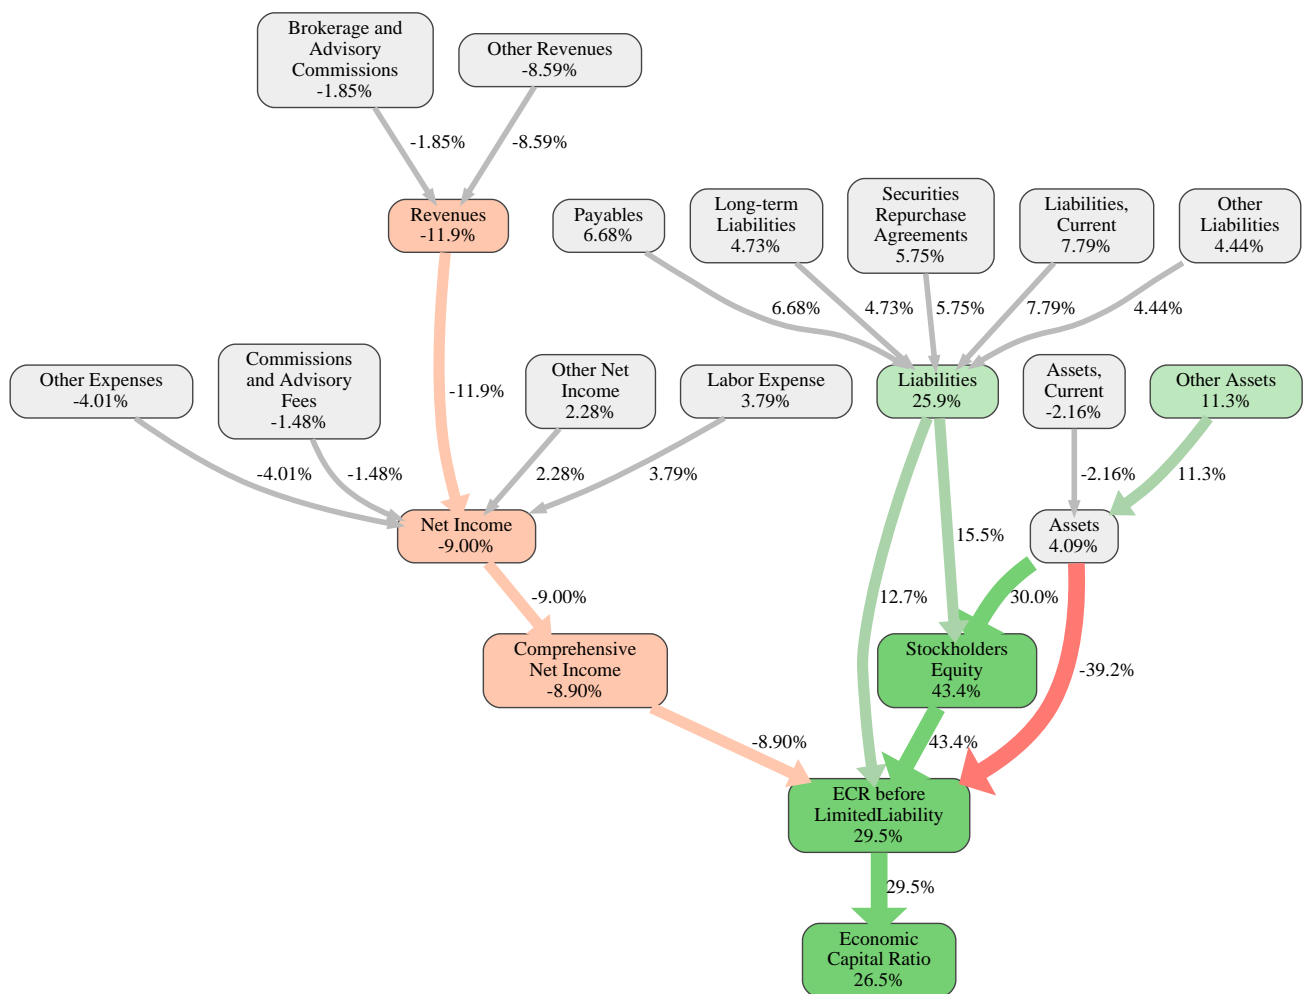 Brokerage and
Advisory
Commissions
-1.85%
Other Revenues
-8.59%
-1.85%
-8.59%
Revenues
-11.9%
Payables
6.68%
Long-term
Liabilities
4.73%
Securities
Repurchase
Agreements
5.75%
Liabilities,
Current
7.79%
Other
Liabilities
4.44%
6.68%
4.73%
5.75%
7.79%
4.44%
Other Expenses
-4.01%
Commissions
and Advisory
Fees
-1.48%
-11.9%
Other Net
Income
2.28%
Labor Expense
3.79%
Liabilities
25.9%
Assets,
Current
-2.16%
Other Assets
11.3%
-4.01%
-1.48%
2.28%
3.79%
-2.16%
11.3%
Net Income
-9.00%
15.5%
Assets
4.09%
-9.00%
12.7%
30.0%
Comprehensive
Net Income
-8.90%
Stockholders
Equity
43.4%
-39.2%
-8.90%
43.4%
ECR before
LimitedLiability
29.5%
29.5%
Economic
Capital Ratio
26.5%